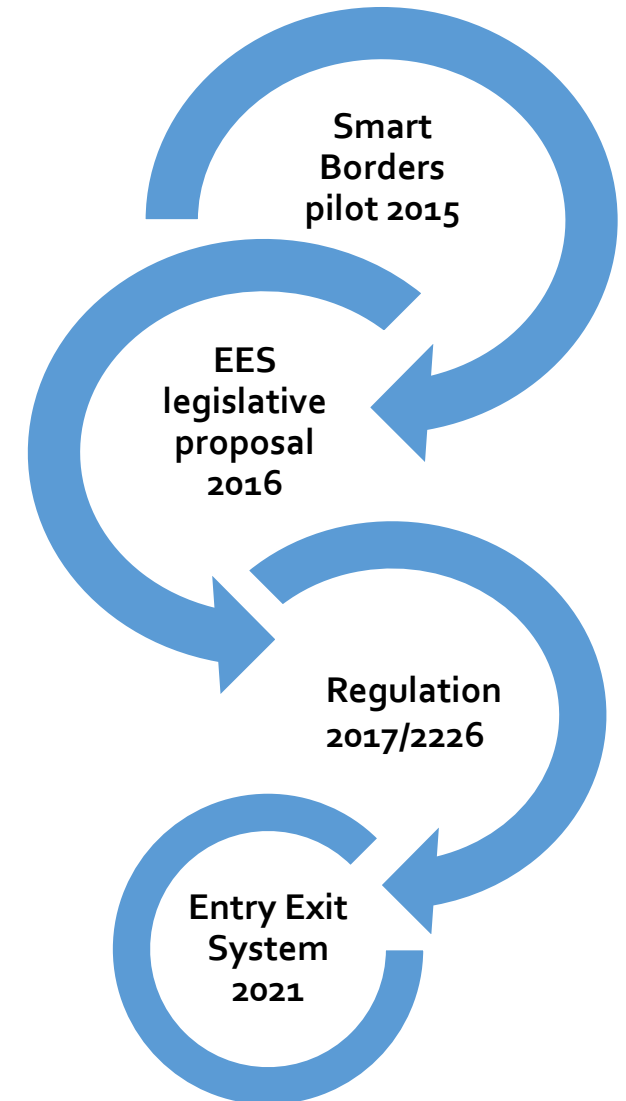 Smart
Borders
pilot 2015
EES
legislative
proposal
2016
Regulation
2017/2226
Entry Exit
System
2021